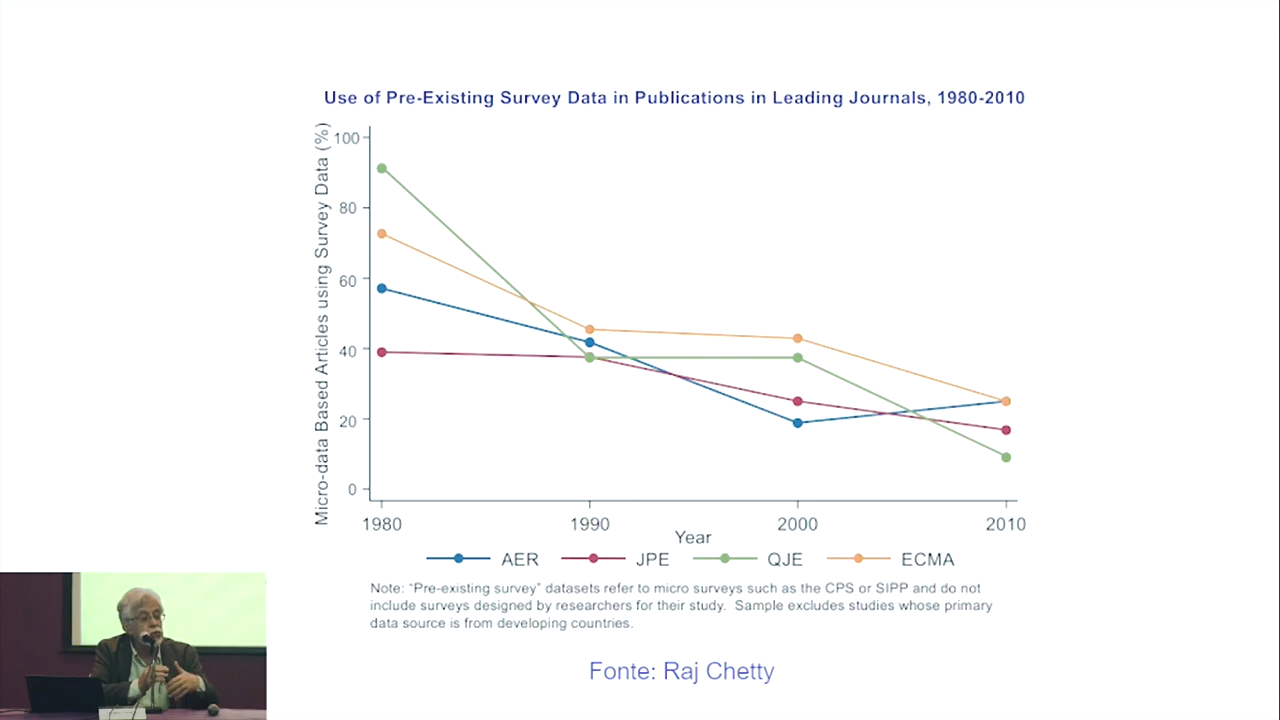 Use of Pre-Existing Survey Data in Publications in Leading Journals, 1980-2010
Micro-data Based Articles using Survey Data (%)
100
80
60
40
20
0
1980 1990 2000 2010
Year
AER JPE QJE ECMA
Note: “Pre-existing survey” datasets refer to micro surveys such as the CPS or SIPP and do not
include surveys designed by researchers for their study. Sample excludes studies whose primary
data source is from developing countries.
Fonte: Raj Chetty